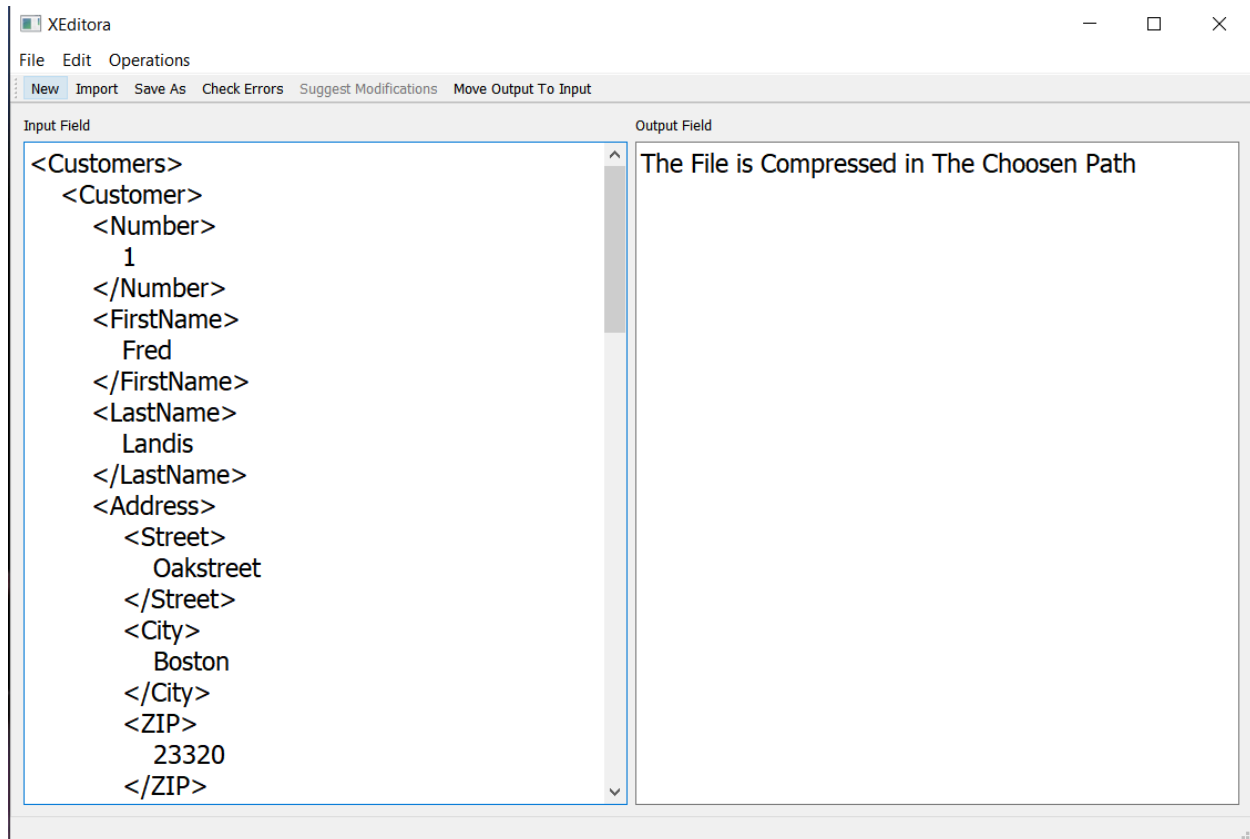 XEditora
File Edit Operations
New Import Save As Check Errors Suggest Modifications Move Output To Input
Input Field
<Customers>
<Customer>
<Number>
1
</Number>
<FirstName>
Fred
</FirstName>
<LastName>
Landis
</LastName>
<Address>
<Street>
Oakstreet
</Street>
<City>
Boston
</City>
<ZIP>
23320
</ZIP>
Output Field
The File is Compressed in The Choosen Path